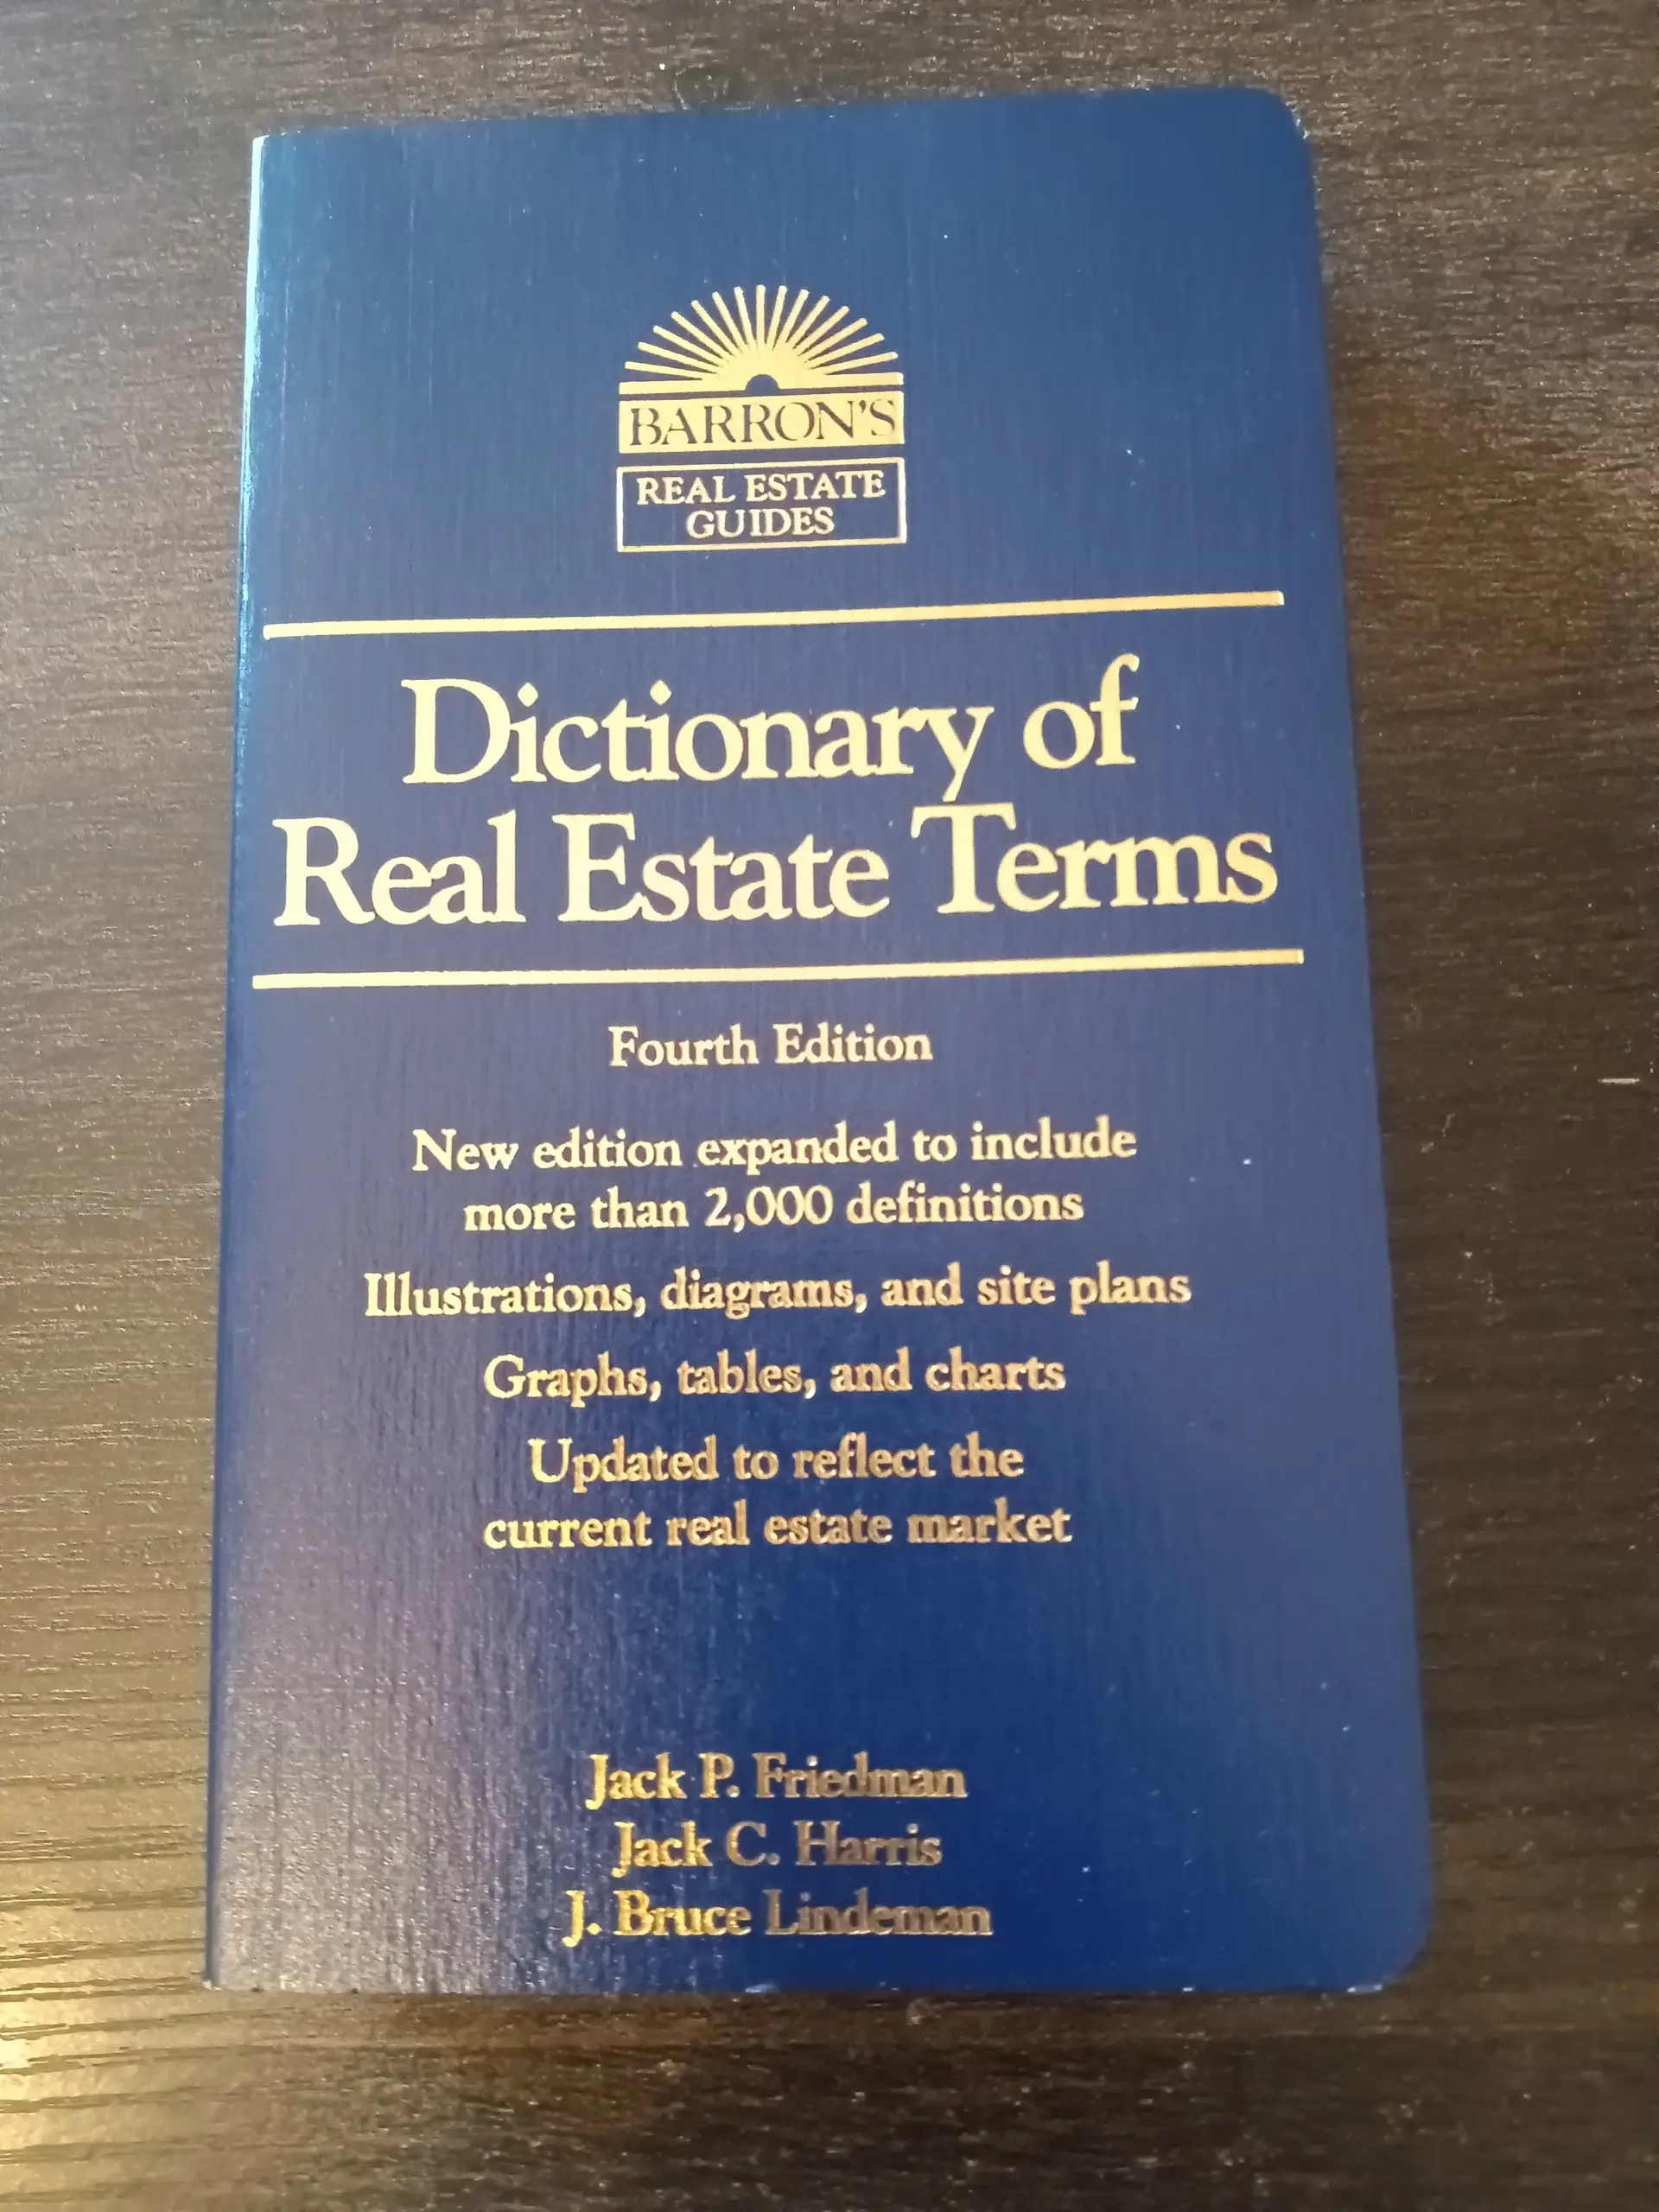 BARRON'S
REAL ESTATE
GUIDES
Dictionary of
Real Estate Terms
Fourth Edition
New edition expanded to include
more than 2,000 definitions
Illustrations, diagrams, and site plans
Graphs, tables, and charts
Updated to reflect the
current real estate market
Jack P. Friedman
Jack C. Harris
J. Bruce Lindeman